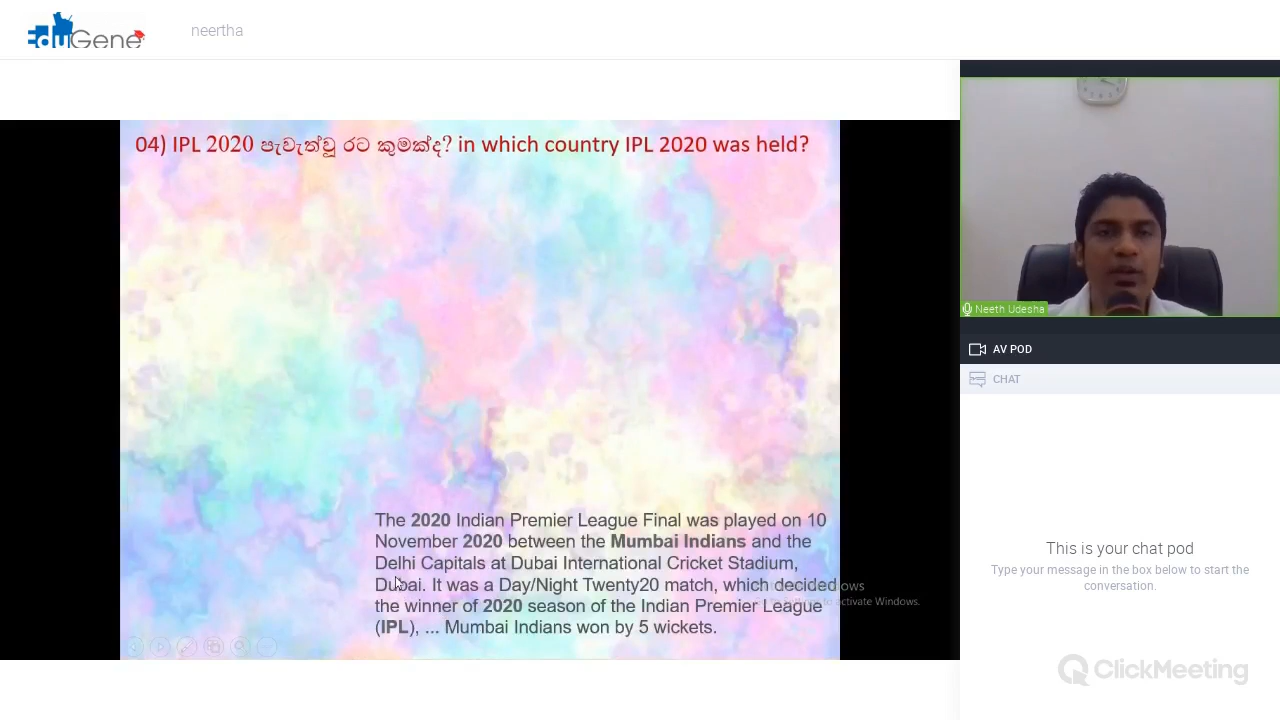 EduGene
neertha
04) IPL 2020 පැවැත්වූ රට කුමක්ද? in which country IPL 2020 was held?
The 2020 Indian Premier League Final was played on 10
November 2020 between the Mumbai Indians and the
Delhi Capitals at Dubai International Cricket Stadium,
Dubai. It was a Day/Night Twenty20 match, which decided
the winner of 2020 season of the Indian Premier League
(IPL), ... Mumbai Indians won by 5 wickets.
to activate Windows.
Neeth Udesha
AV POD
CHAT
This is your chat pod
Type your message in the box below to start the
conversation.
ClickMeeting